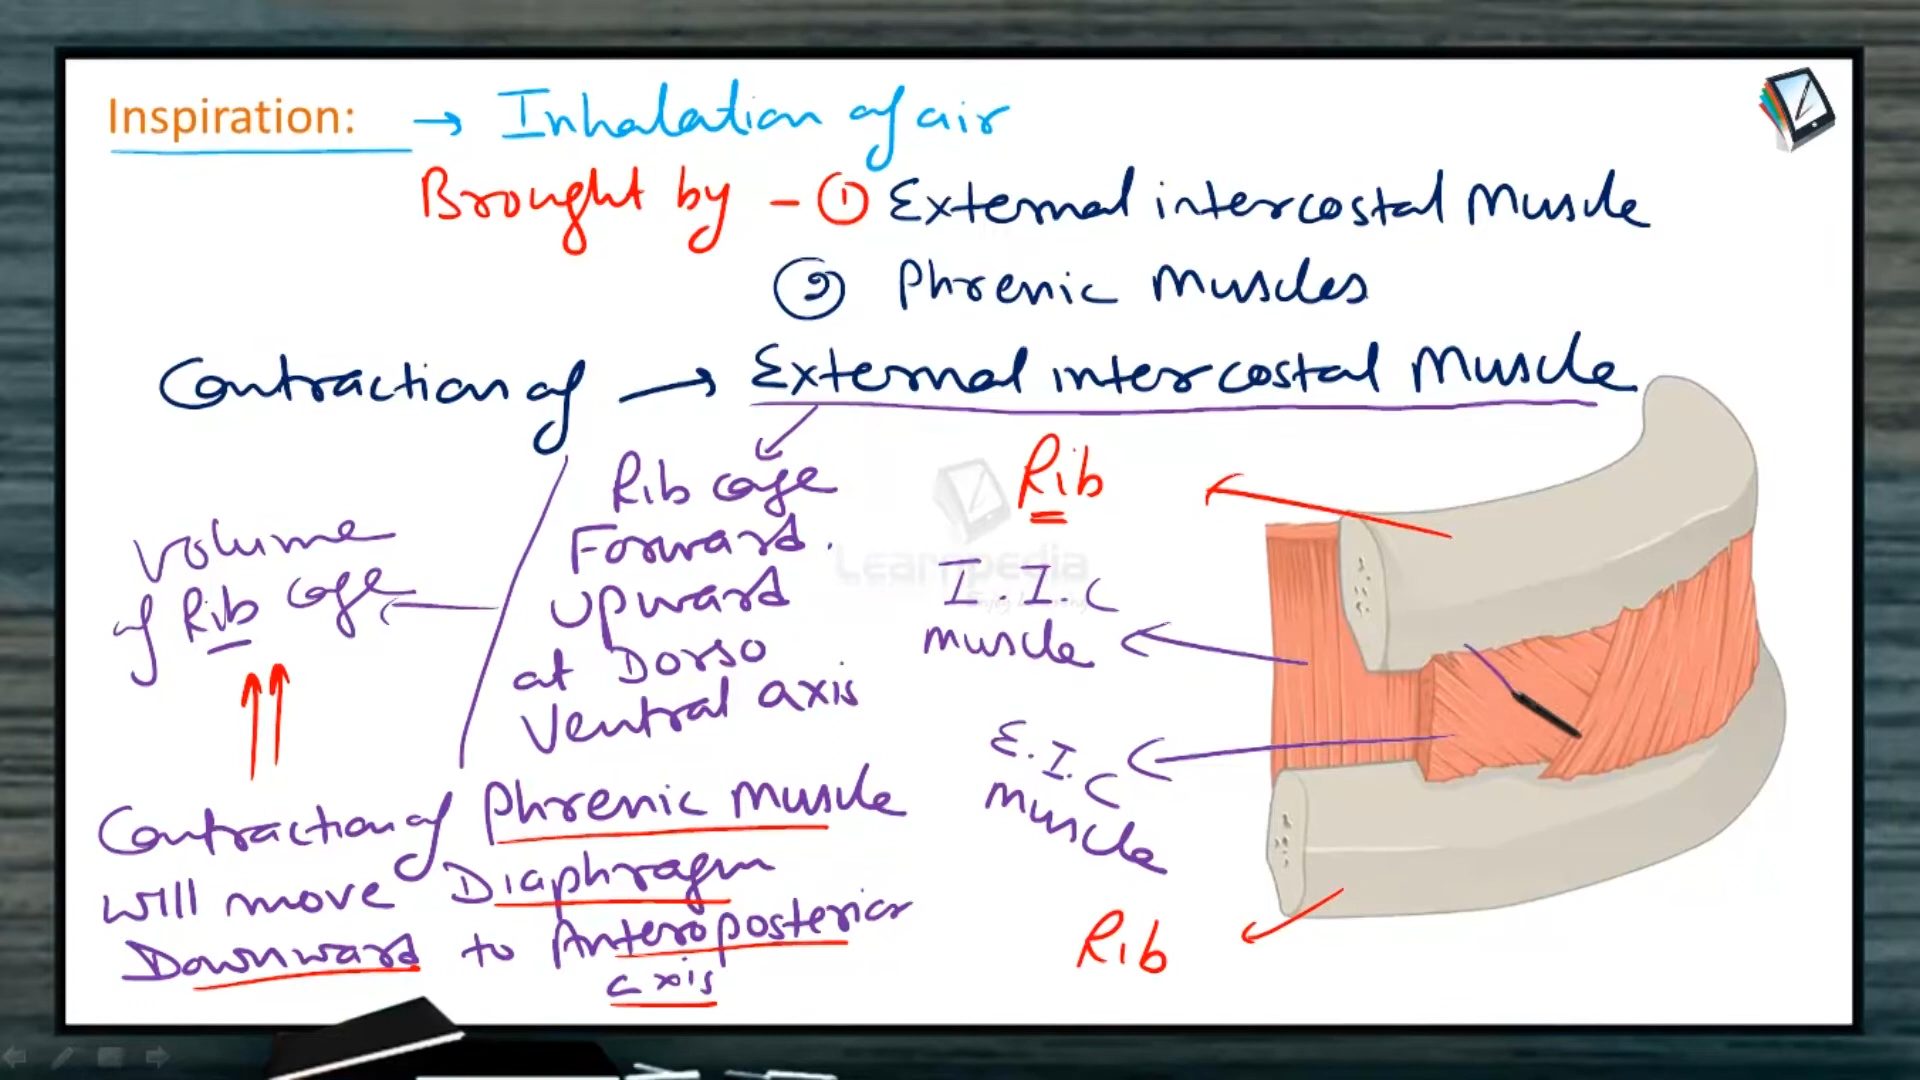 Inspiration: → Inhalation of air
Brought by - ① External intercostal Muscle
② Phrenic Muscles
Contraction of → External intercostal Muscle
Rib cage
Forward.
Upward
at Dorso
Ventral axis
Volume
of Rib cage
Contraction of Phrenic Muscle
will move Diaphragm
Downward to Anteroposterior
axis
Rib
I.I.C
muscle
E.I.C
muscle
Rib
Learnpedia